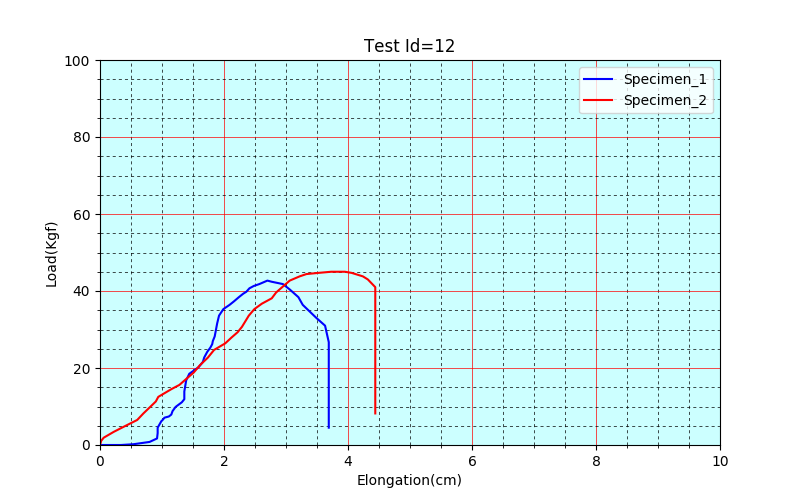 Test Id=12
Specimen_1
Specimen_2
100
80
60
40
20
0
Load(Kgf)
0 2 4 6 8 10
Elongation(cm)